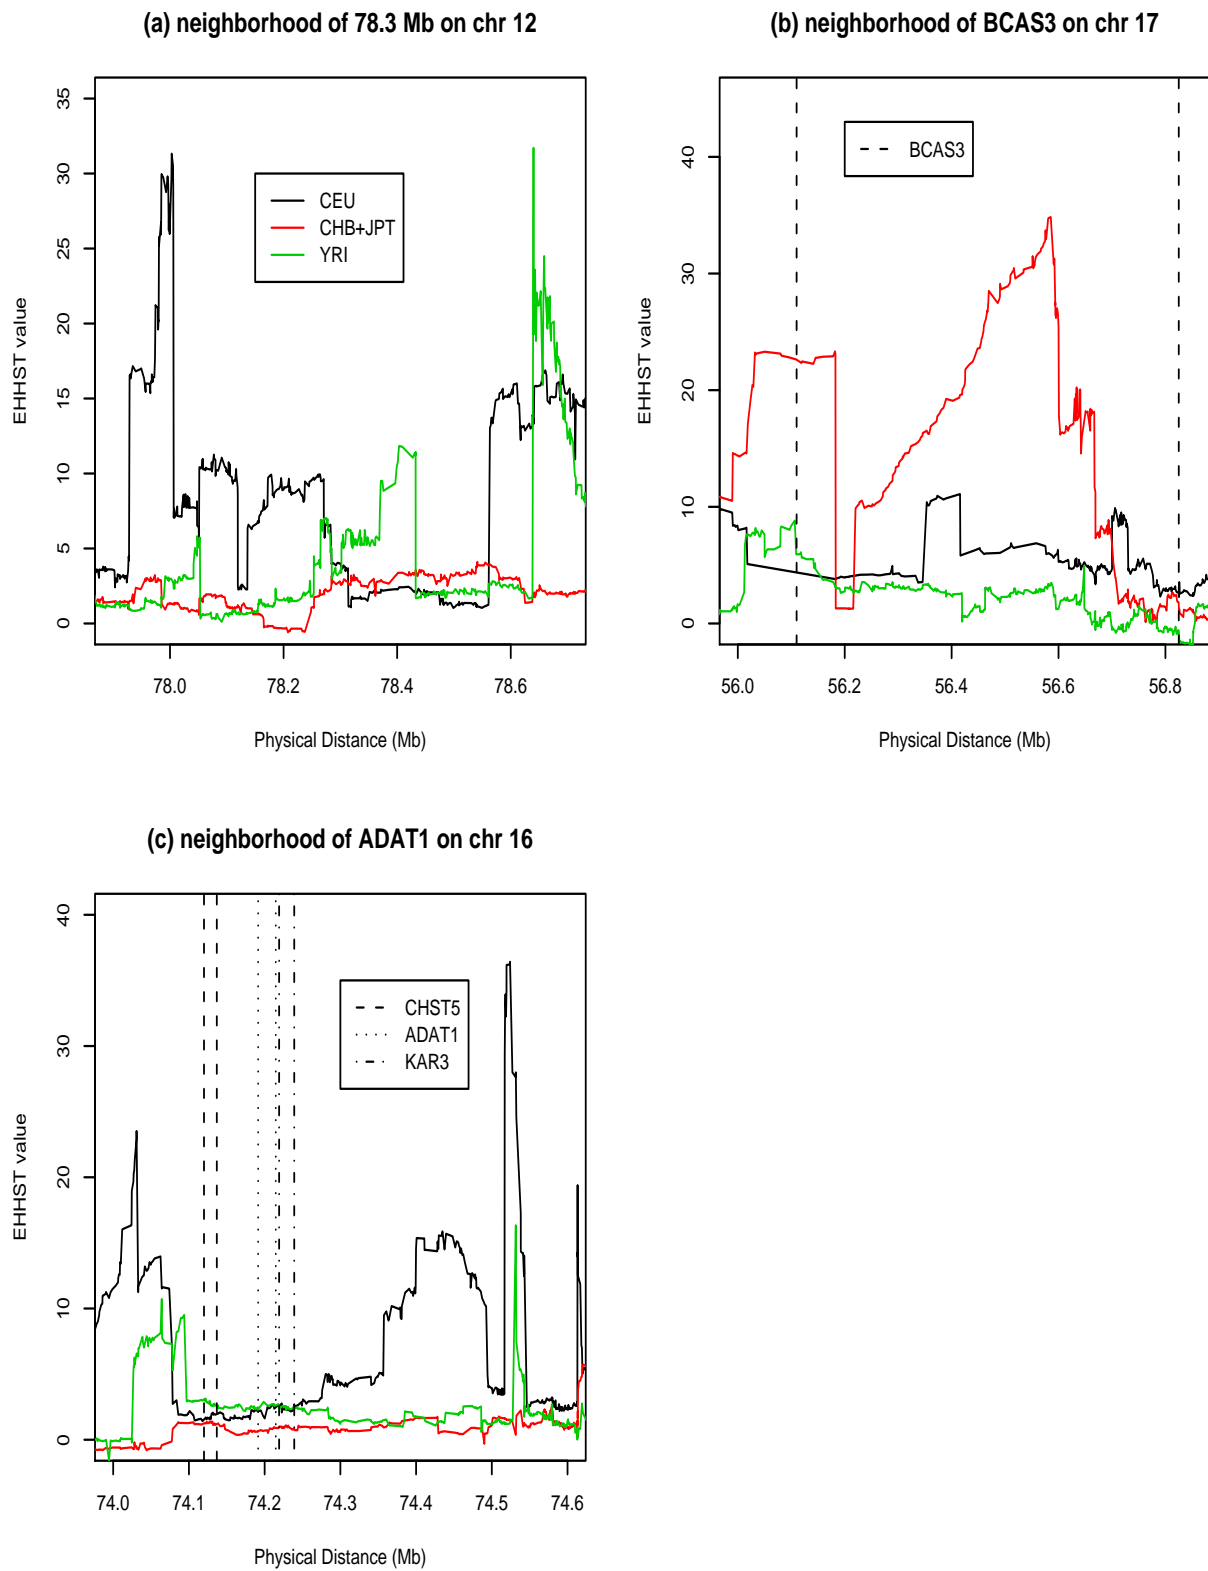 (a) neighborhood of 78.3 Mb on chr 12
EHHST value
35
30
25
20
15
10
5
0
CEU
CHB+JPT
YRI
78.0 78.2 78.4 78.6
Physical Distance (Mb)
(b) neighborhood of BCAS3 on chr 17
EHHST value
40
30
20
10
0
BCAS3
56.0 56.2 56.4 56.6 56.8
Physical Distance (Mb)
(c) neighborhood of ADAT1 on chr 16
EHHST value
40
30
20
10
0
CHST5
ADAT1
KAR3
74.0 74.1 74.2 74.3 74.4 74.5 74.6
Physical Distance (Mb)